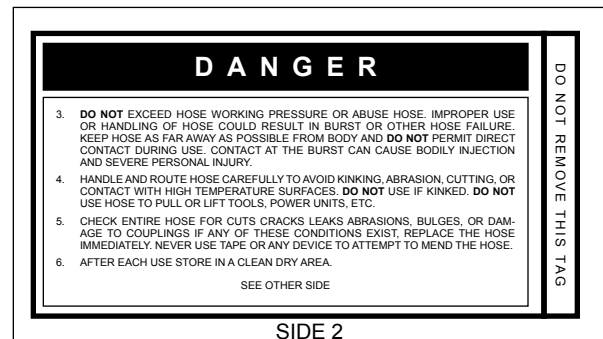 DANGER
3. DO NOT EXCEED HOSE WORKING PRESSURE OR ABUSE HOSE. IMPROPER USE
OR HANDLING OF HOSE COULD RESULT IN BURST OR OTHER HOSE FAILURE.
KEEP HOSE AS FAR AWAY AS POSSIBLE FROM BODY AND DO NOT PERMIT DIRECT
CONTACT DURING USE. CONTACT AT THE BURST CAN CAUSE BODILY INJECTION
AND SEVERE PERSONAL INJURY.
4. HANDLE AND ROUTE HOSE CAREFULLY TO AVOID KINKING, ABRASION, CUTTING, OR
CONTACT WITH HIGH TEMPERATURE SURFACES. DO NOT USE IF KINKED. DO NOT
USE HOSE TO PULL OR LIFT TOOLS, POWER UNITS, ETC.
5. CHECK ENTIRE HOSE FOR CUTS CRACKS LEAKS ABRASIONS, BULGES, OR DAM-
AGE TO COUPLINGS IF ANY OF THESE CONDITIONS EXIST, REPLACE THE HOSE
IMMEDIATELY. NEVER USE TAPE OR ANY DEVICE TO ATTEMPT TO MEND THE HOSE.
6. AFTER EACH USE STORE IN A CLEAN DRY AREA.
SEE OTHER SIDE
DO NOT REMOVE THIS TAG
SIDE 2